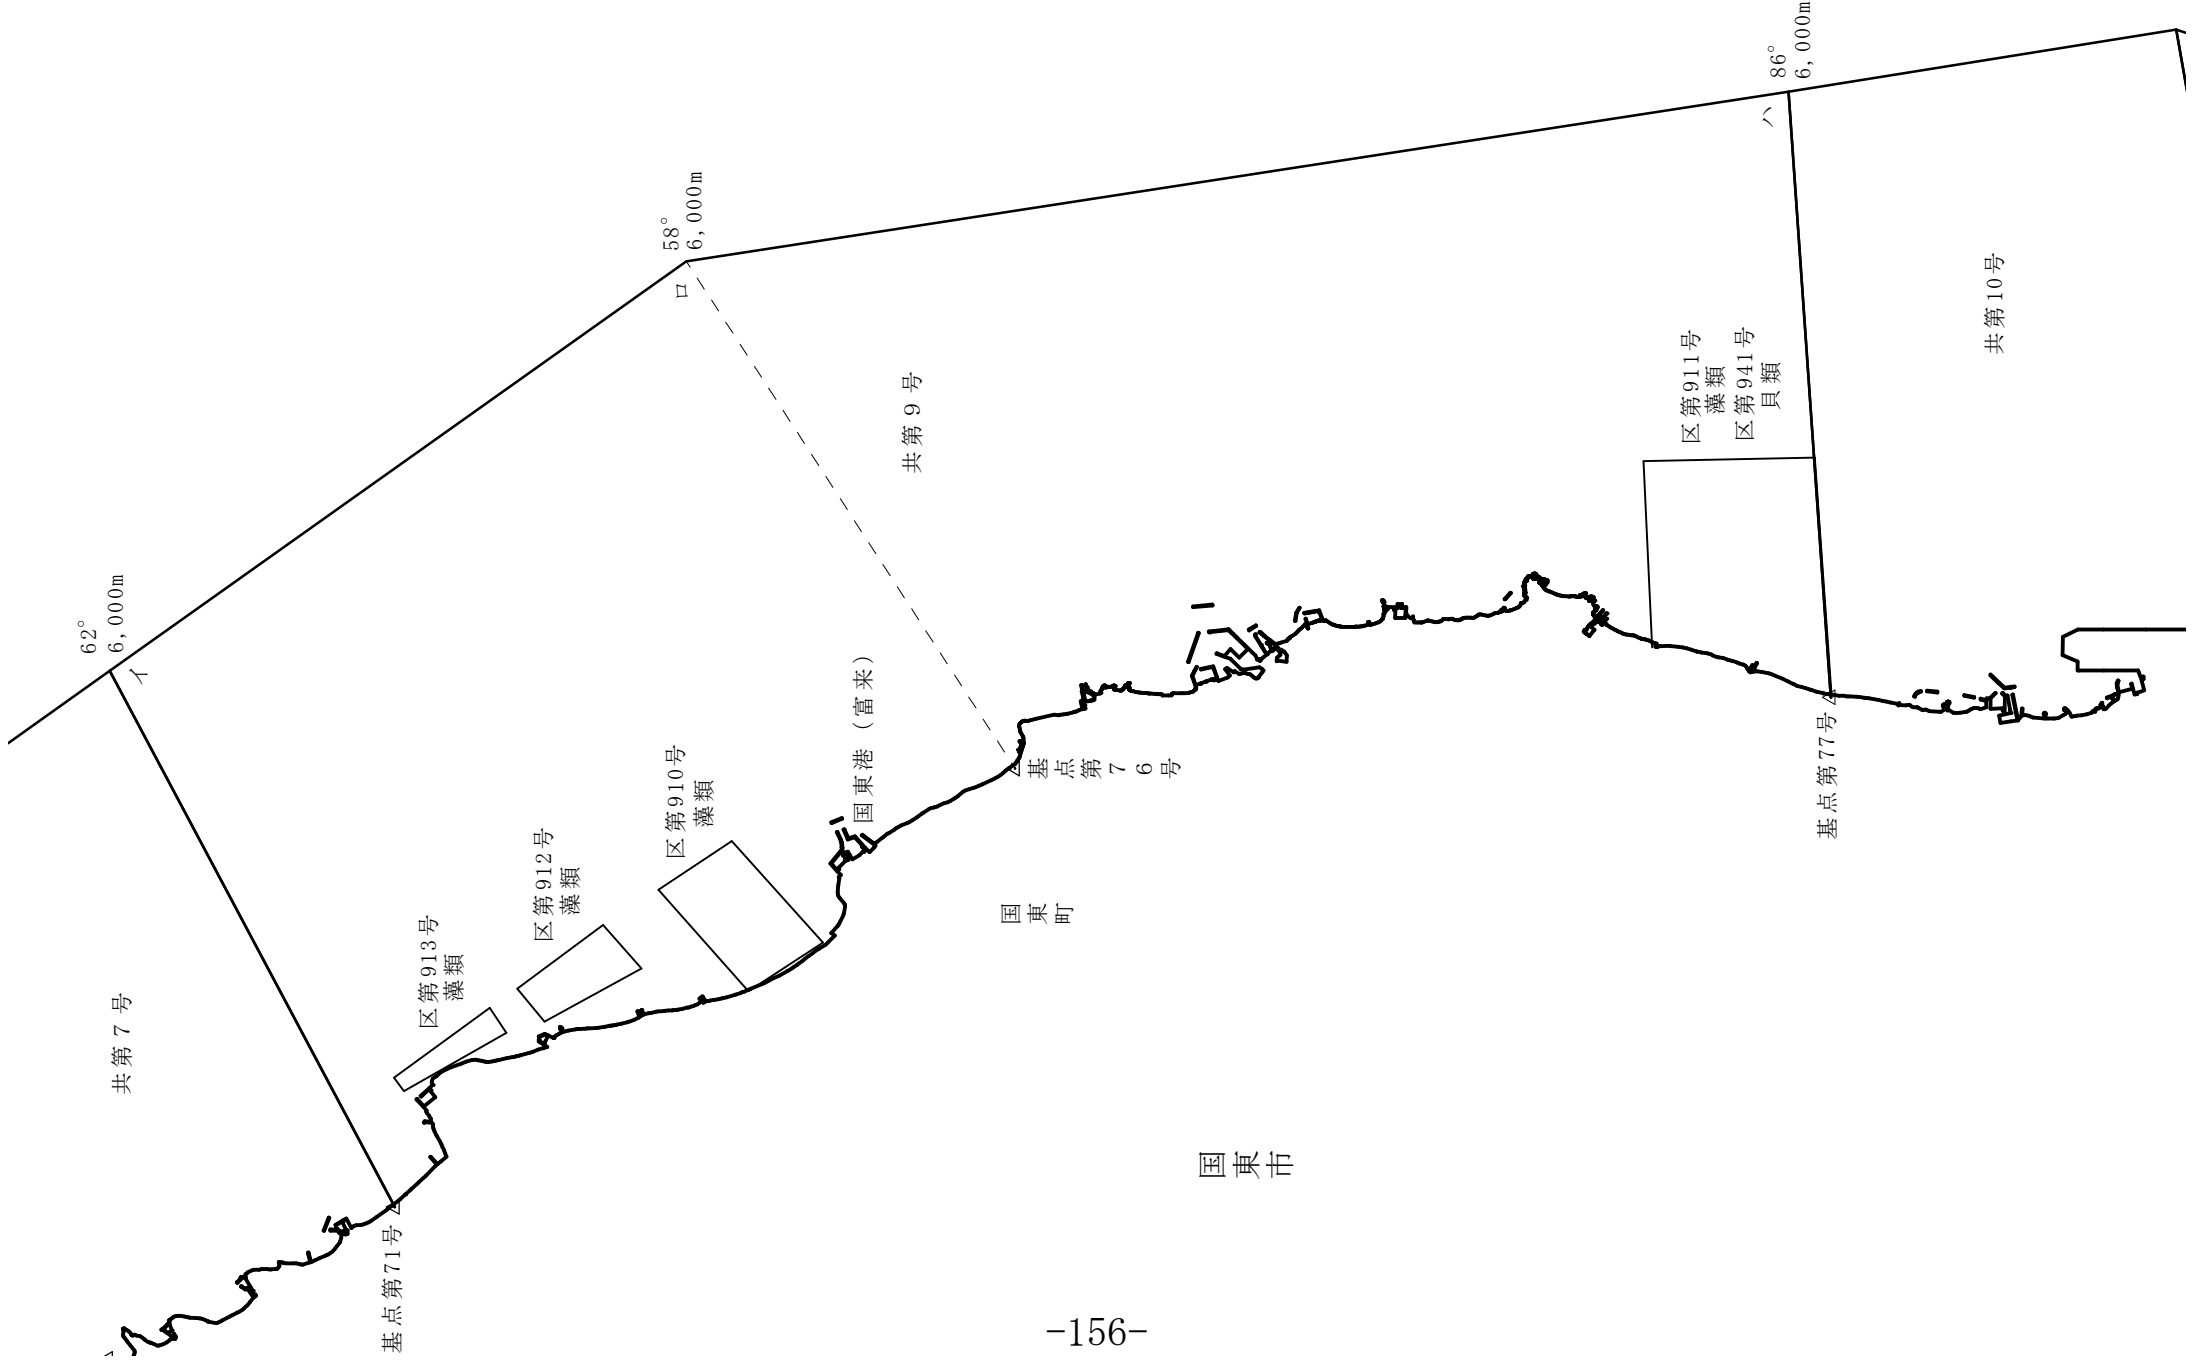 62°
6,000m
イ
58°
6,000m
ロ
86°
6,000m
ハ
共第７号
共第９号
共第10号
区第913号
藻類
区第912号
藻類
区第910号
藻類
国東港（富来）
区第911号
藻類
区第941号
貝類
基点第71号
基点第７６号
基点第77号
国東町
国東市
-156-